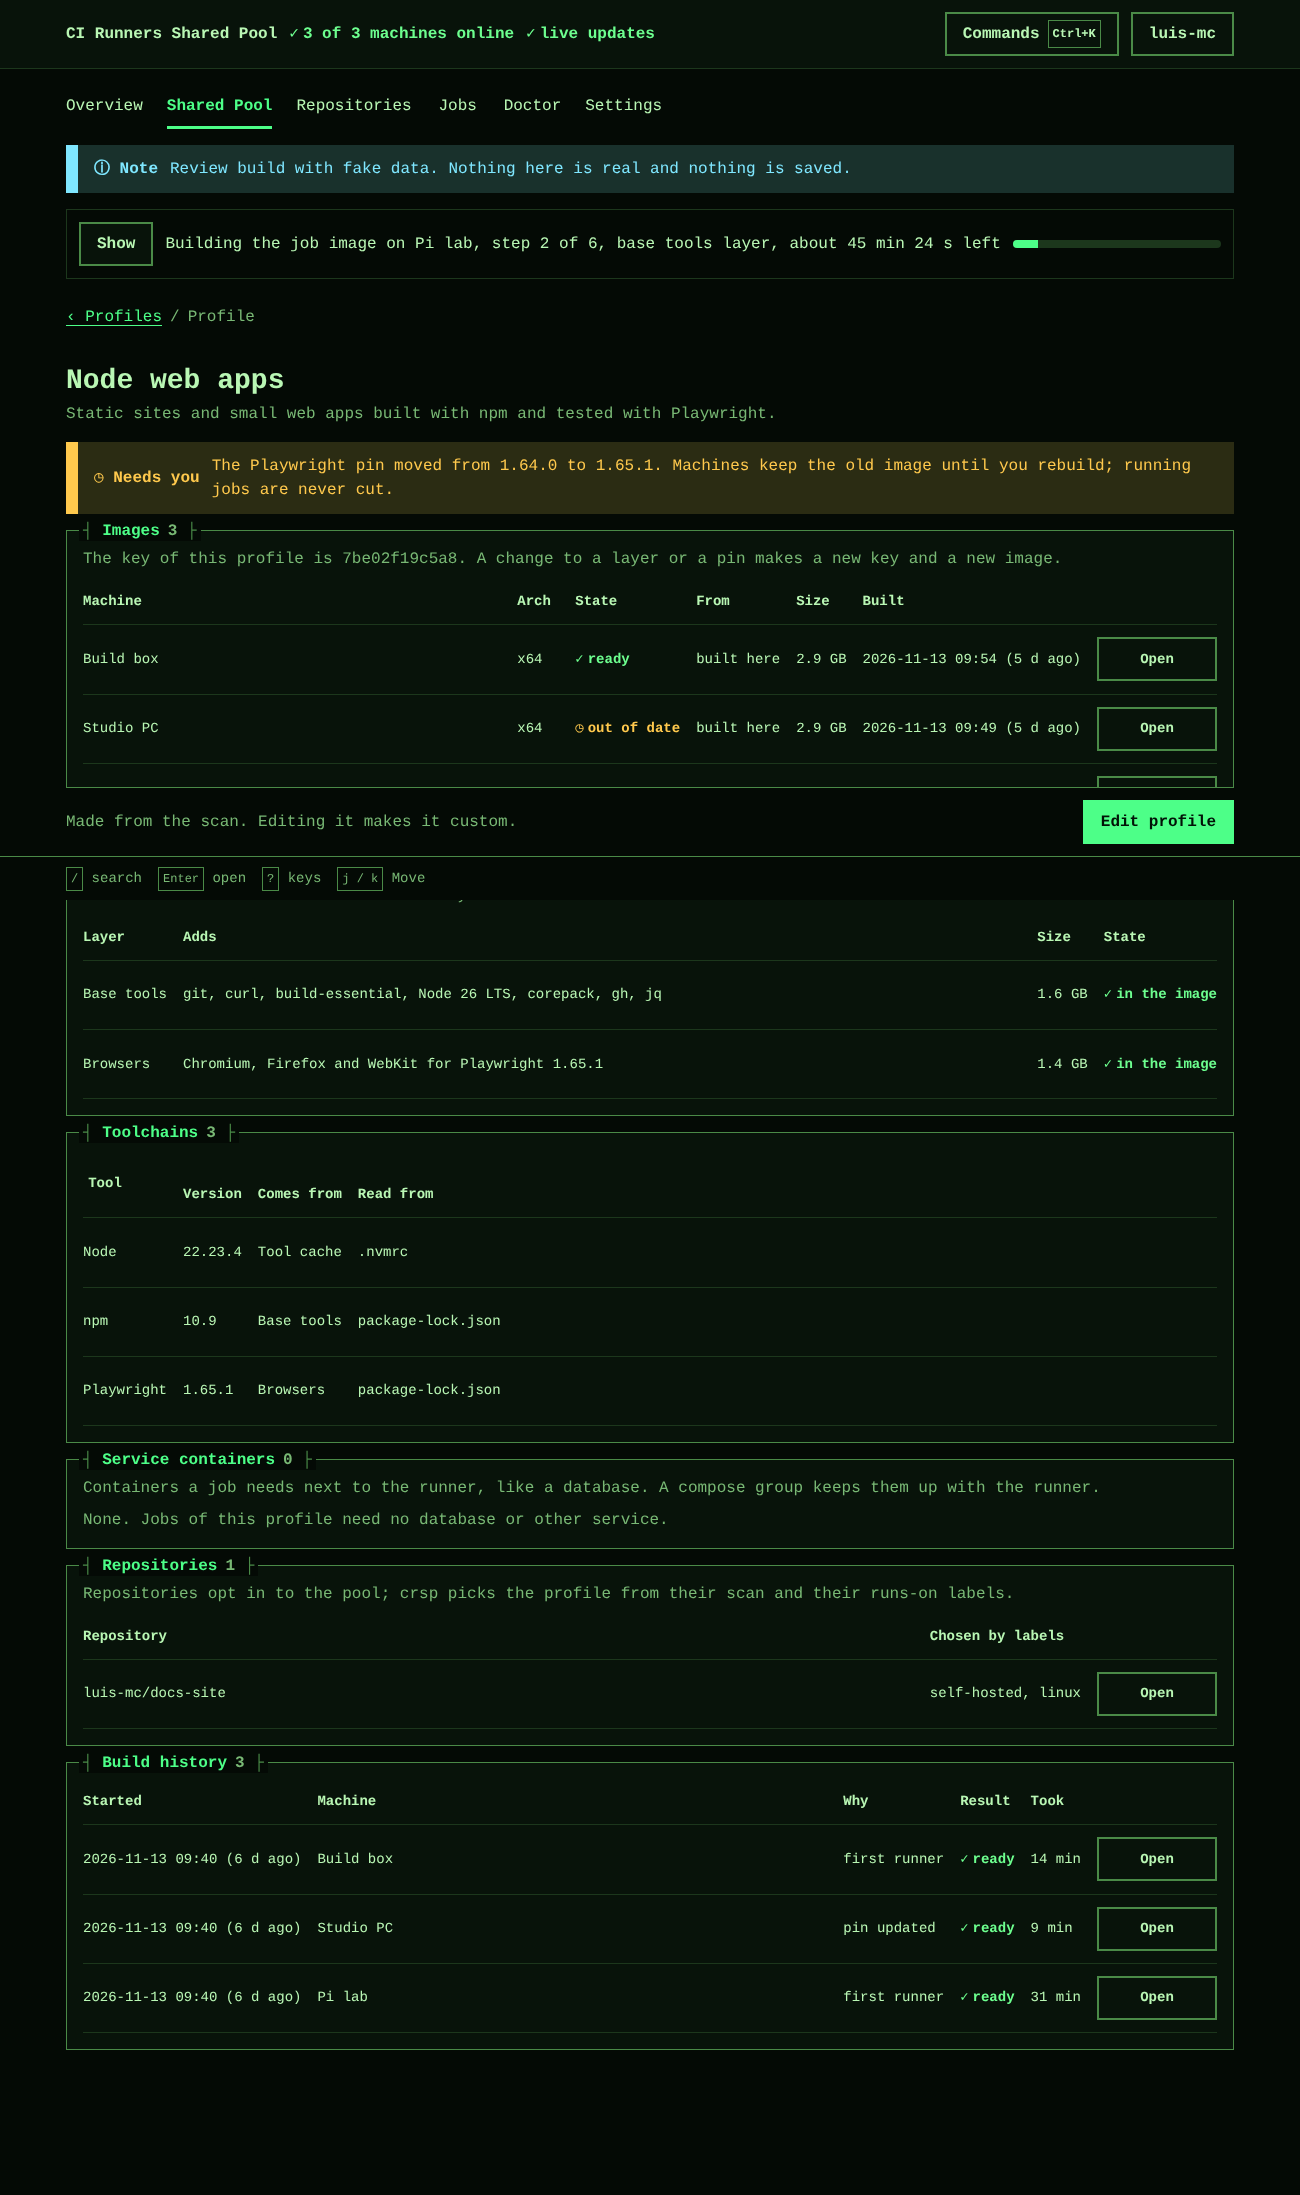 CI Runners Shared Pool ✓ 3 of 3 machines online ✓ live updates Commands Ctrl+K luis-mc
Overview Shared Pool Repositories Jobs Doctor Settings
ⓘ Note Review build with fake data. Nothing here is real and nothing is saved.
Show Building the job image on Pi lab, step 2 of 6, base tools layer, about 45 min 24 s left
‹ Profiles / Profile
Node web apps
Static sites and small web apps built with npm and tested with Playwright.
◷ Needs you The Playwright pin moved from 1.64.0 to 1.65.1. Machines keep the old image until you rebuild; running
jobs are never cut.
Images 3
The key of this profile is 7be02f19c5a8. A change to a layer or a pin makes a new key and a new image.
Machine Arch State From Size Built
Build box x64 ✓ ready built here 2.9 GB 2026-11-13 09:54 (5 d ago) Open
Studio PC x64 ◷ out of date built here 2.9 GB 2026-11-13 09:49 (5 d ago) Open
Made from the scan. Editing it makes it custom. Edit profile
/ search Enter open ? keys j / k Move
Layer Adds Size State
Base tools git, curl, build-essential, Node 26 LTS, corepack, gh, jq 1.6 GB ✓ in the image
Browsers Chromium, Firefox and WebKit for Playwright 1.65.1 1.4 GB ✓ in the image
Toolchains 3
Tool Version Comes from Read from
Node 22.23.4 Tool cache .nvmrc
npm 10.9 Base tools package-lock.json
Playwright 1.65.1 Browsers package-lock.json
Service containers 0
Containers a job needs next to the runner, like a database. A compose group keeps them up with the runner.
None. Jobs of this profile need no database or other service.
Repositories 1
Repositories opt in to the pool; crsp picks the profile from their scan and their runs-on labels.
Repository Chosen by labels
luis-mc/docs-site self-hosted, linux Open
Build history 3
Started Machine Why Result Took
2026-11-13 09:40 (6 d ago) Build box first runner ✓ ready 14 min Open
2026-11-13 09:40 (6 d ago) Studio PC pin updated ✓ ready 9 min Open
2026-11-13 09:40 (6 d ago) Pi lab first runner ✓ ready 31 min Open